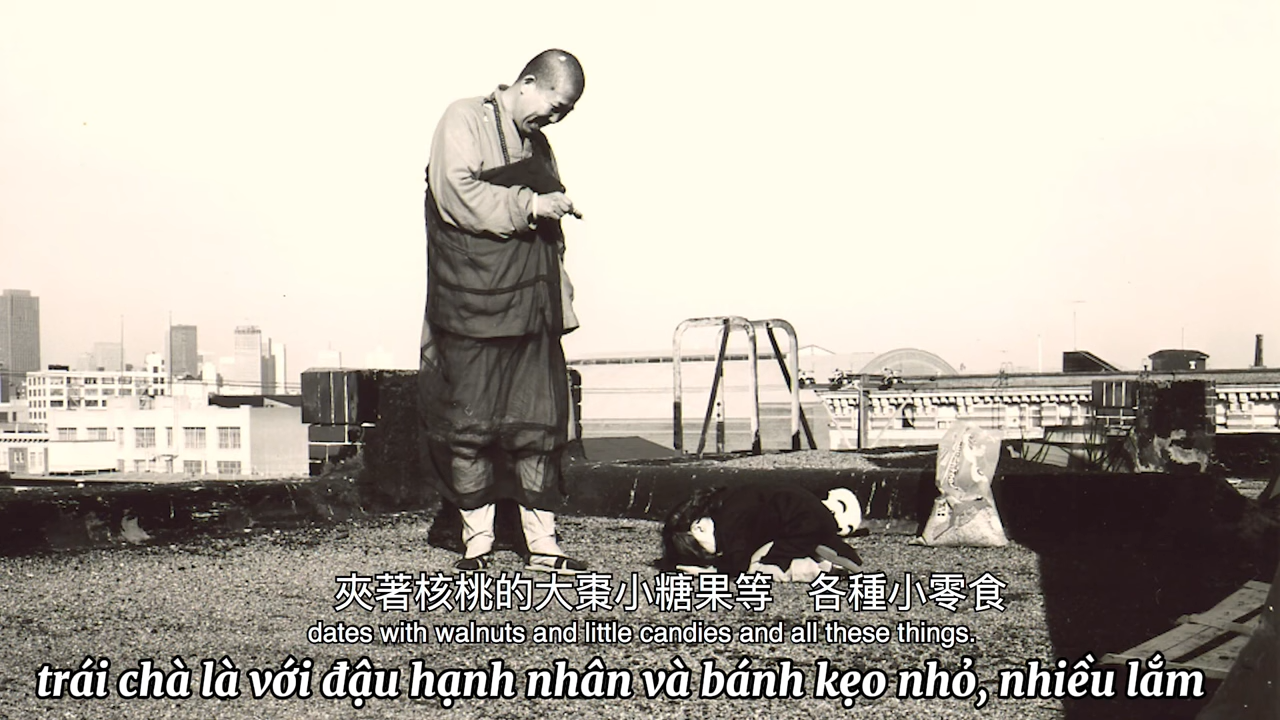 夾著核桃的大棗小糖果等 各種小零食
dates with walnuts and little candies and all these things.
trái chà là với đậu hạnh nhân và bánh kẹo nhỏ, nhiều lắm